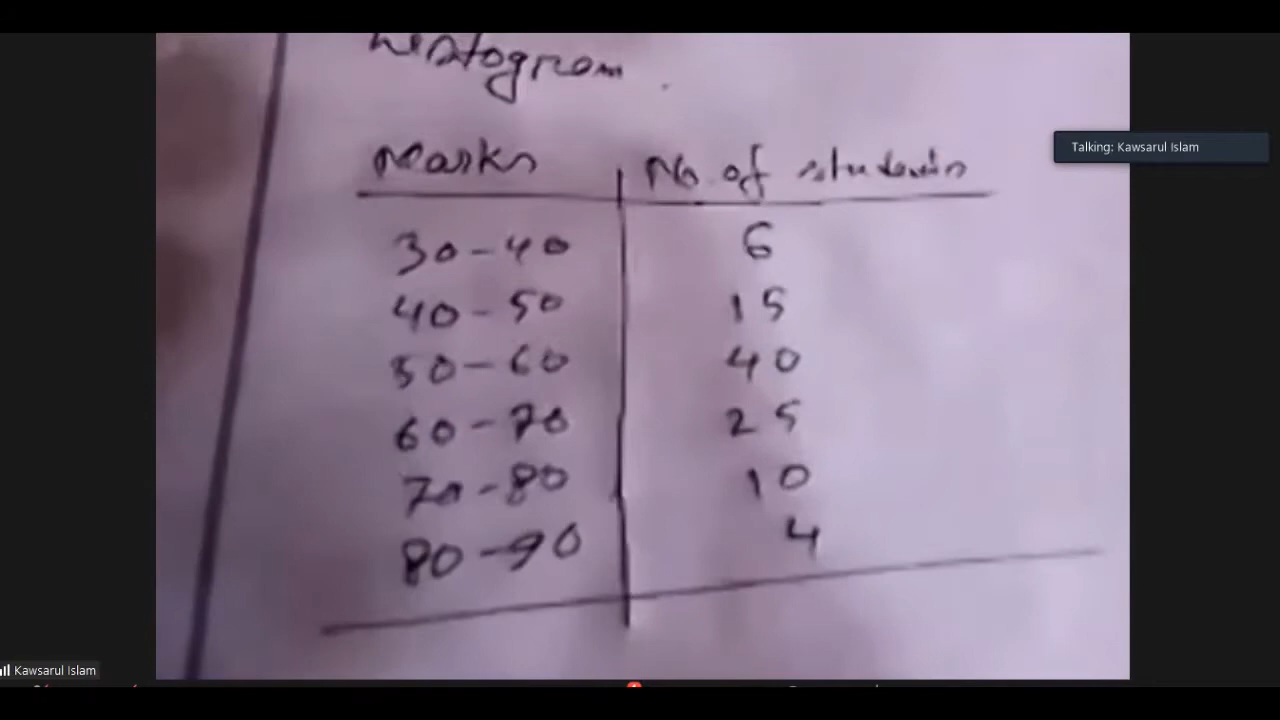 histogram.
Marks No. of students
30-40 6
40-50 15
50-60 40
60-70 25
70-80 10
80-90 4
Talking: Kawsarul Islam
Kawsarul Islam